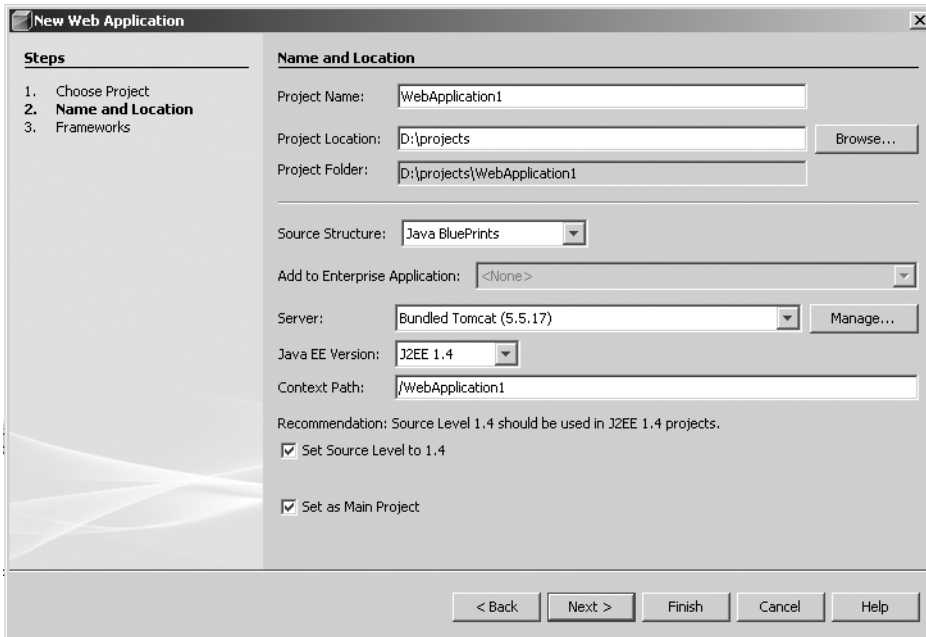 New Web Application
Steps
1. Choose Project
2. Name and Location
3. Frameworks
Name and Location
Project Name: WebApplication1
Project Location: D:\projects Browse...
Project Folder: D:\projects\WebApplication1
Source Structure: Java BluePrints
Add to Enterprise Application: <None>
Server: Bundled Tomcat (5.5.17) Manage...
Java EE Version: J2EE 1.4
Context Path: /WebApplication1
Recommendation: Source Level 1.4 should be used in J2EE 1.4 projects.
Set Source Level to 1.4
Set as Main Project
< Back Next > Finish Cancel Help